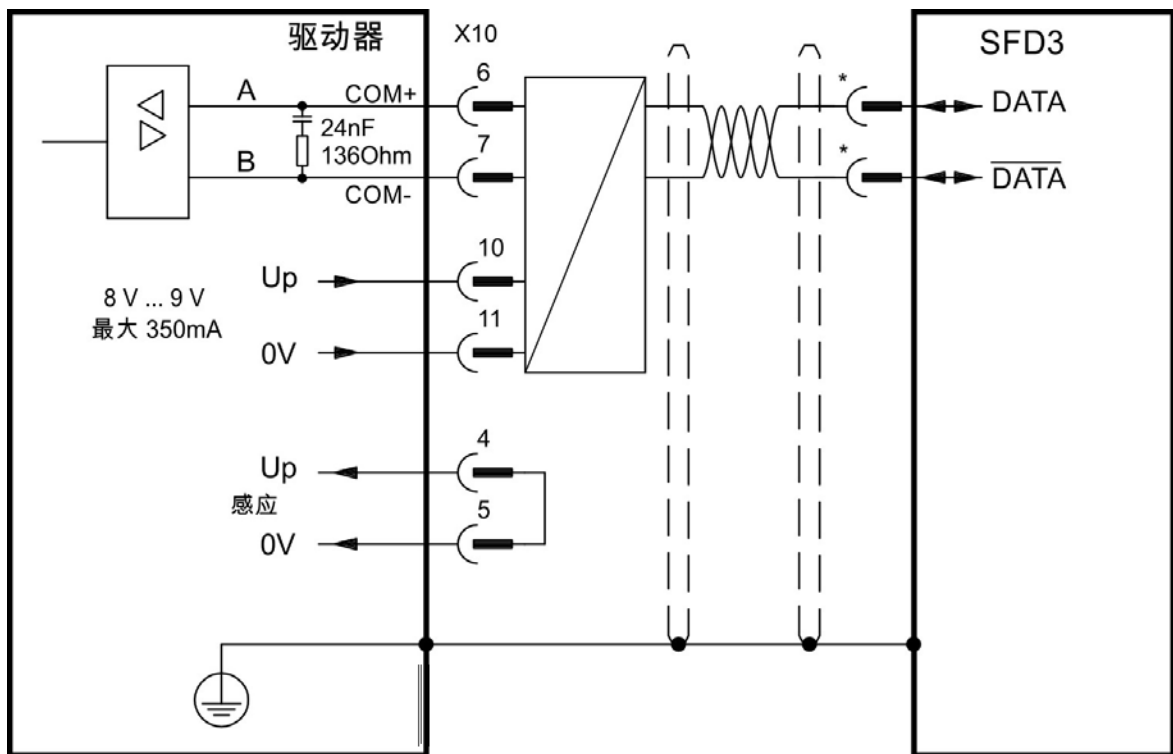 驱动器
X10
SFD3
A
COM+
6
*
DATA
24nF
136Ohm
7
B
COM-
*
DATA
10
Up
8 V ... 9 V
最大 350mA
11
0V
4
Up
感应
5
0V